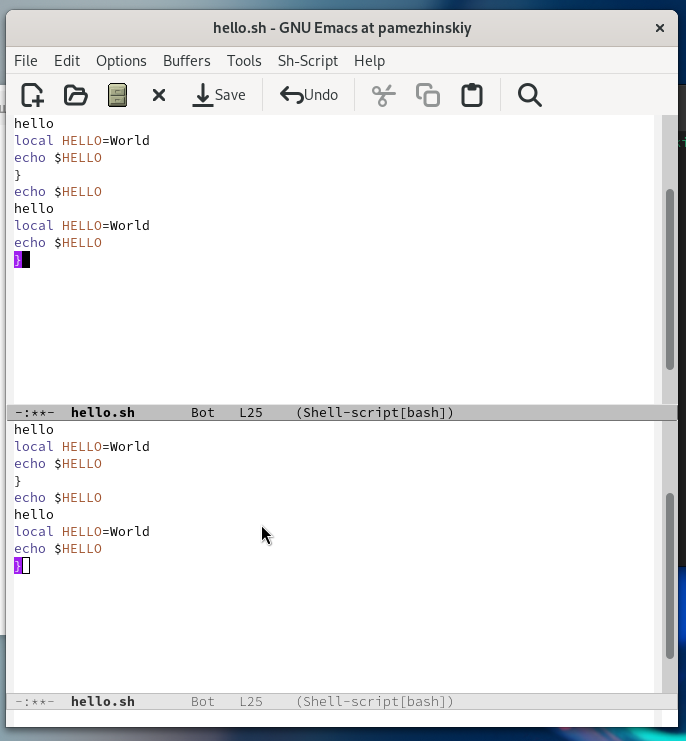 hello.sh - GNU Emacs at pamezhinskiy ×
File Edit Options Buffers Tools Sh-Script Help
Save Undo
hello
local HELLO=World
echo $HELLO
}
echo $HELLO
hello
local HELLO=World
echo $HELLO
}
-:**- hello.sh Bot L25 (Shell-script[bash])
hello
local HELLO=World
echo $HELLO
}
echo $HELLO
hello
local HELLO=World
echo $HELLO
}
-:**- hello.sh Bot L25 (Shell-script[bash])